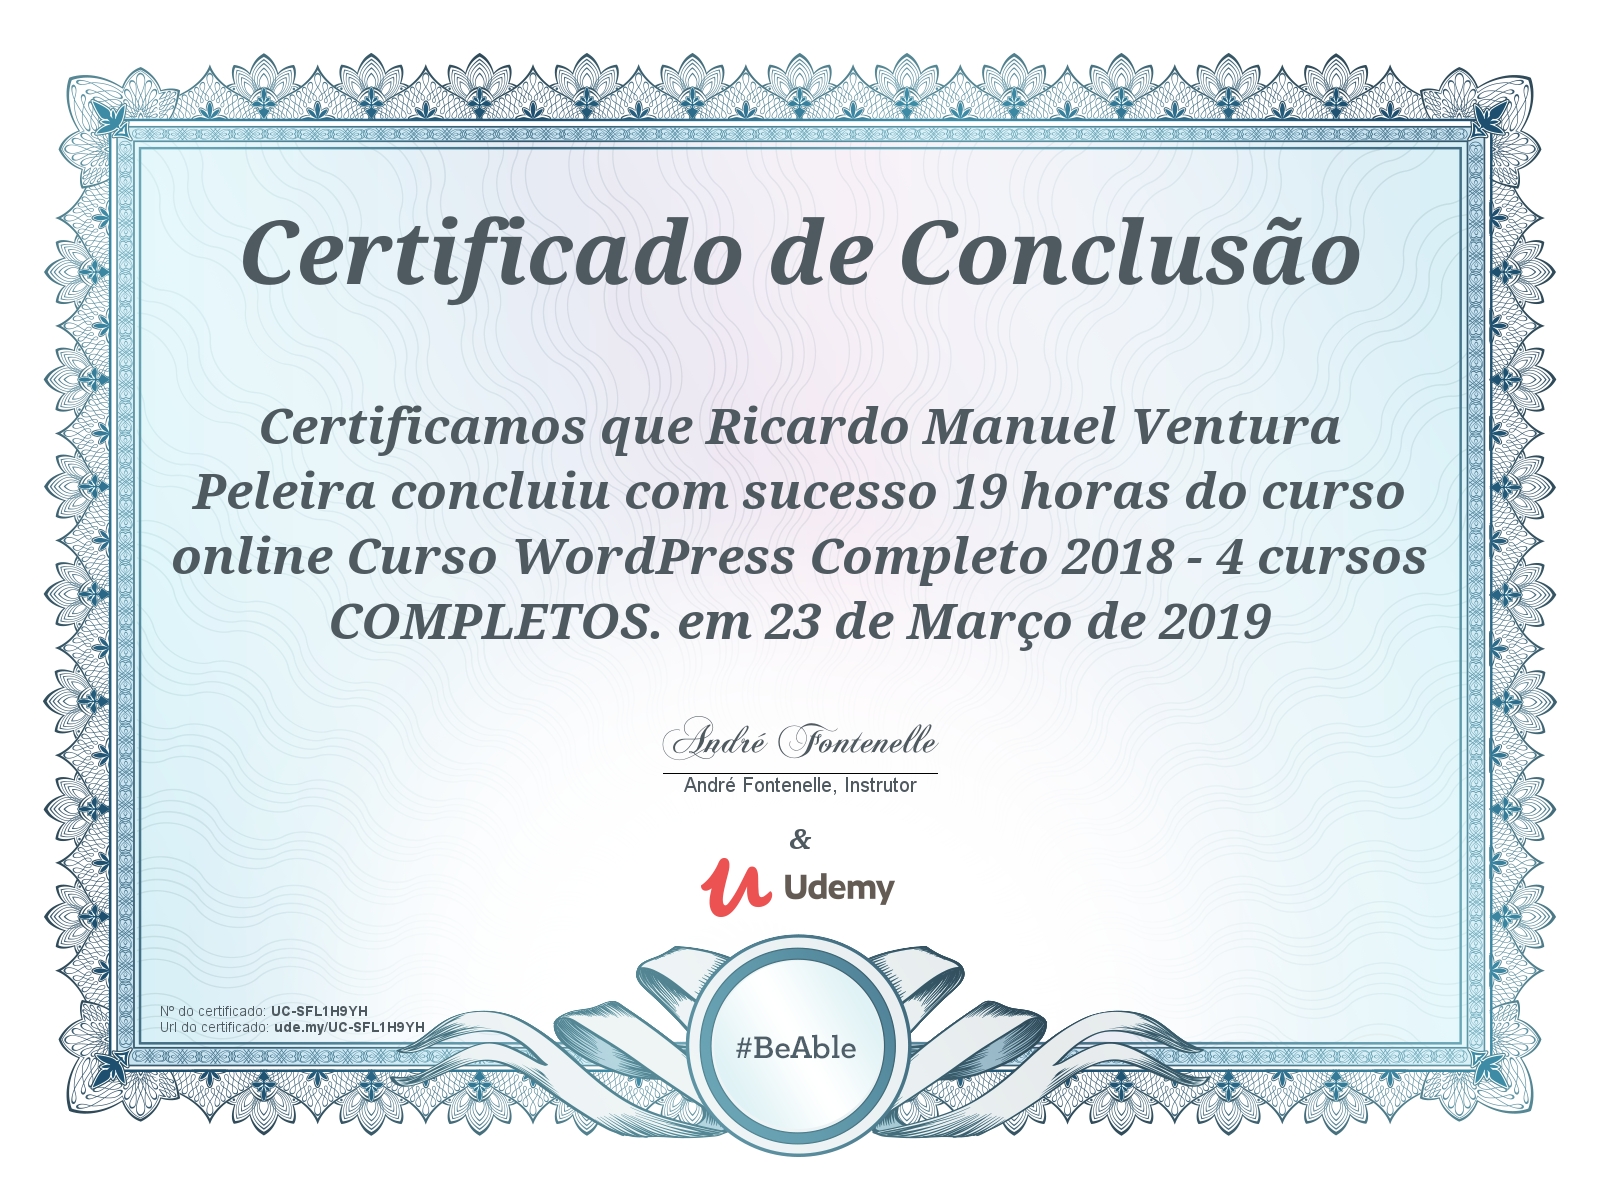 Certificado de Conclusão
Certificamos que Ricardo Manuel Ventura
Peleira concluiu com sucesso 19 horas do curso
online Curso WordPress Completo 2018 - 4 cursos
COMPLETOS. em 23 de Março de 2019
André Fontenelle
André Fontenelle, Instrutor
&
Udemy
Nº do certificado: UC-SFL1H9YH
Url do certificado: ude.my/UC-SFL1H9YH
#BeAble